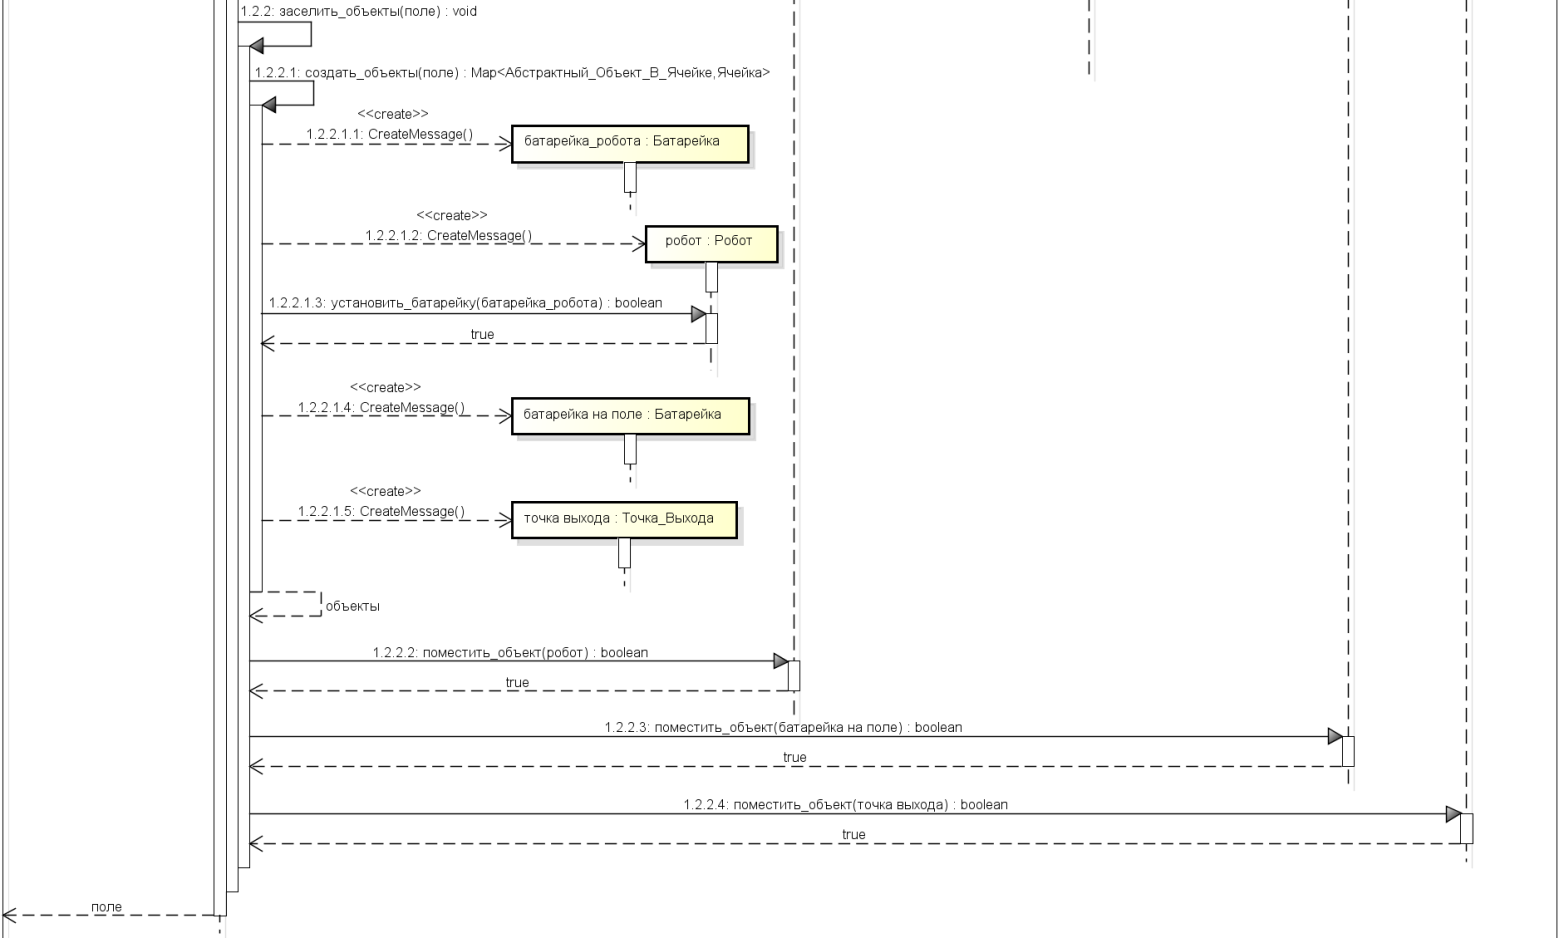 1.2.2: заселить_объекты(поле) : void
1.2.2.1: создать_объекты(поле) : Map<Абстрактный_Объект_В_Ячейке,Ячейка>
<<create>>
1.2.2.1.1: CreateMessage()
батарейка_робота : Батарейка
<<create>>
1.2.2.1.2: CreateMessage()
робот : Робот
1.2.2.1.3: установить_батарейку(батарейка_робота) : boolean
true
<<create>>
1.2.2.1.4: CreateMessage()
батарейка на поле : Батарейка
<<create>>
1.2.2.1.5: CreateMessage()
точка выхода : Точка_Выхода
объекты
1.2.2.2: поместить_объект(робот) : boolean
true
1.2.2.3: поместить_объект(батарейка на поле) : boolean
true
1.2.2.4: поместить_объект(точка выхода) : boolean
true
поле